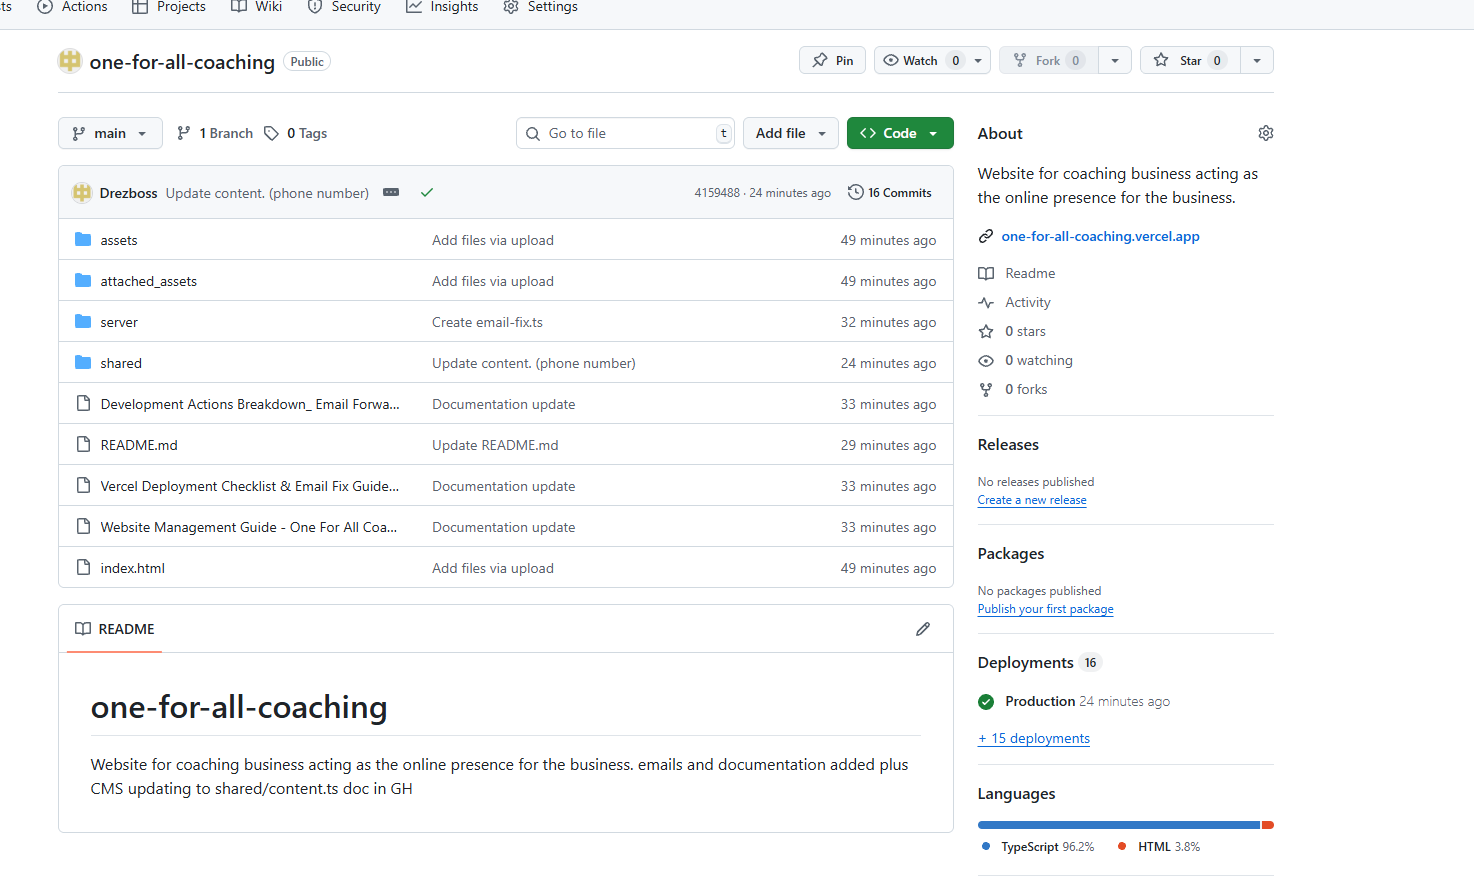 Actions Projects Wiki Security Insights Settings
one-for-all-coaching Public Pin Watch 0 Fork 0 Star 0
main 1 Branch 0 Tags Go to file t Add file Code
Drezboss Update content. (phone number) 4159488 · 24 minutes ago 16 Commits
assets Add files via upload 49 minutes ago
attached_assets Add files via upload 49 minutes ago
server Create email-fix.ts 32 minutes ago
shared Update content. (phone number) 24 minutes ago
Development Actions Breakdown_ Email Forwa... Documentation update 33 minutes ago
README.md Update README.md 29 minutes ago
Vercel Deployment Checklist & Email Fix Guide... Documentation update 33 minutes ago
Website Management Guide - One For All Coa... Documentation update 33 minutes ago
index.html Add files via upload 49 minutes ago
README
one-for-all-coaching
Website for coaching business acting as the online presence for the business. emails and documentation added plus
CMS updating to shared/content.ts doc in GH
About
Website for coaching business acting as
the online presence for the business.
one-for-all-coaching.vercel.app
Readme
Activity
0 stars
0 watching
0 forks
Releases
No releases published
Create a new release
Packages
No packages published
Publish your first package
Deployments 16
Production 24 minutes ago
+ 15 deployments
Languages
TypeScript 96.2% HTML 3.8%